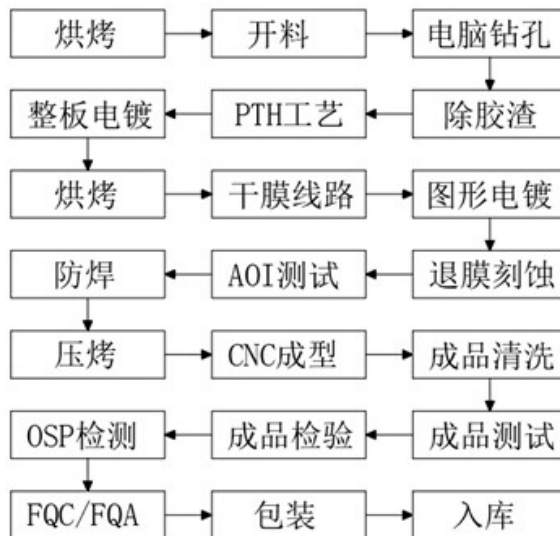 烘烤 开料 电脑钻孔
整板电镀 PTH工艺 除胶渣
烘烤 干膜线路 图形电镀
防焊 AOI测试 退膜刻蚀
压烤 CNC成型 成品清洗
OSP检测 成品检验 成品测试
FQC/FQA 包装 入库